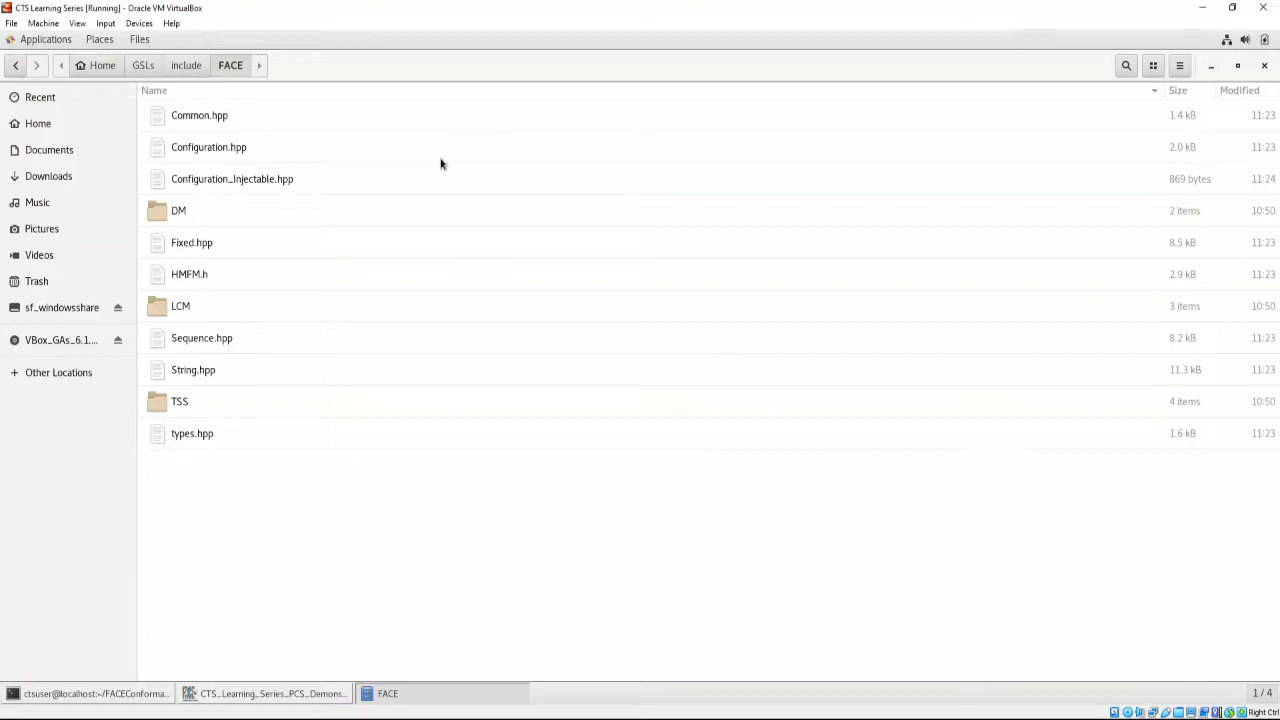 CTS Learning Series [Running] - Oracle VM VirtualBox
File Machine View Input Devices Help
Applications Places Files
Home GSLs include FACE
Name Size Modified
Recent
Home
Documents
Downloads
Music
Pictures
Videos
Trash
sf_windowsshare
VBox_GAs_6.1....
Other Locations
Common.hpp 1.4 kB 11:23
Configuration.hpp 2.0 kB 11:23
Configuration_Injectable.hpp 869 bytes 11:24
DM 2 items 10:50
Fixed.hpp 8.5 kB 11:23
HMFM.h 2.9 kB 11:23
LCM 3 items 10:50
Sequence.hpp 8.2 kB 11:23
String.hpp 11.3 kB 11:23
TSS 4 items 10:50
types.hpp 1.6 kB 11:23
ctsuser@localhost:~/FACEConforma... CTS_Learning_Series_PCS_Demons... FACE 1 / 4
Right Ctrl